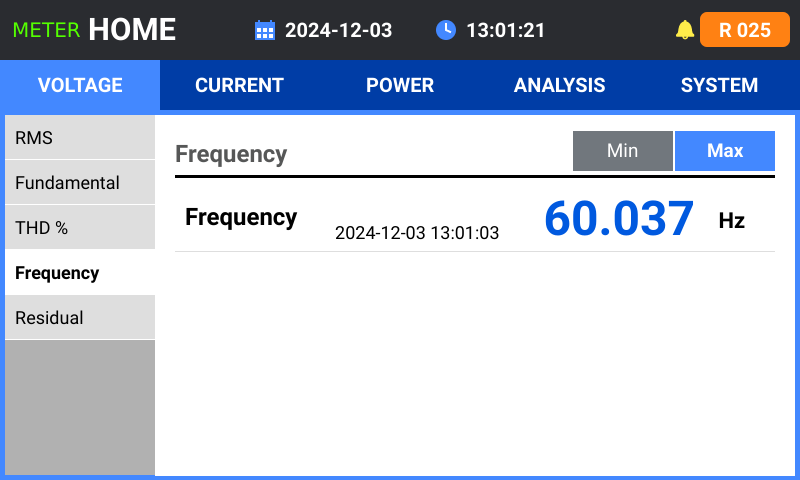 METER HOME 2024-12-03 13:01:21 R 025
VOLTAGE CURRENT POWER ANALYSIS SYSTEM
RMS
Fundamental
THD %
Frequency
Residual
Frequency Min Max
Frequency 2024-12-03 13:01:03 60.037 Hz